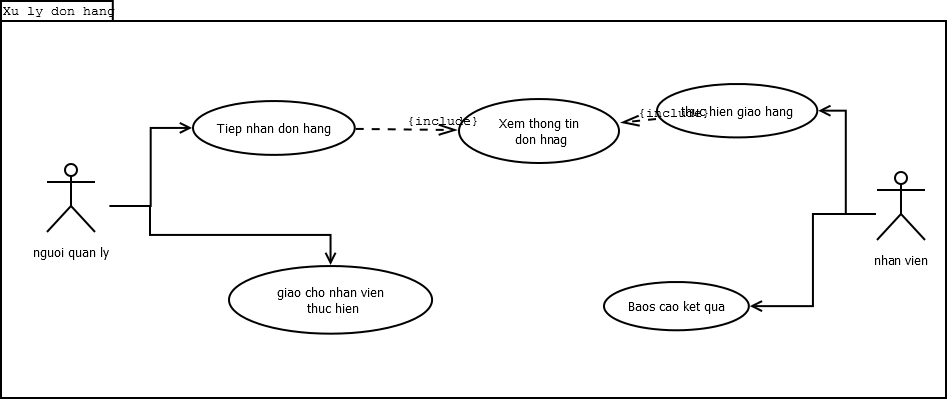 Xu ly don hang
Tiep nhan don hang
{include}
Xem thong tin
don hnag
{include}
thuc hien giao hang
nguoi quan ly
nhan vien
giao cho nhan vien
thuc hien
Baos cao ket qua